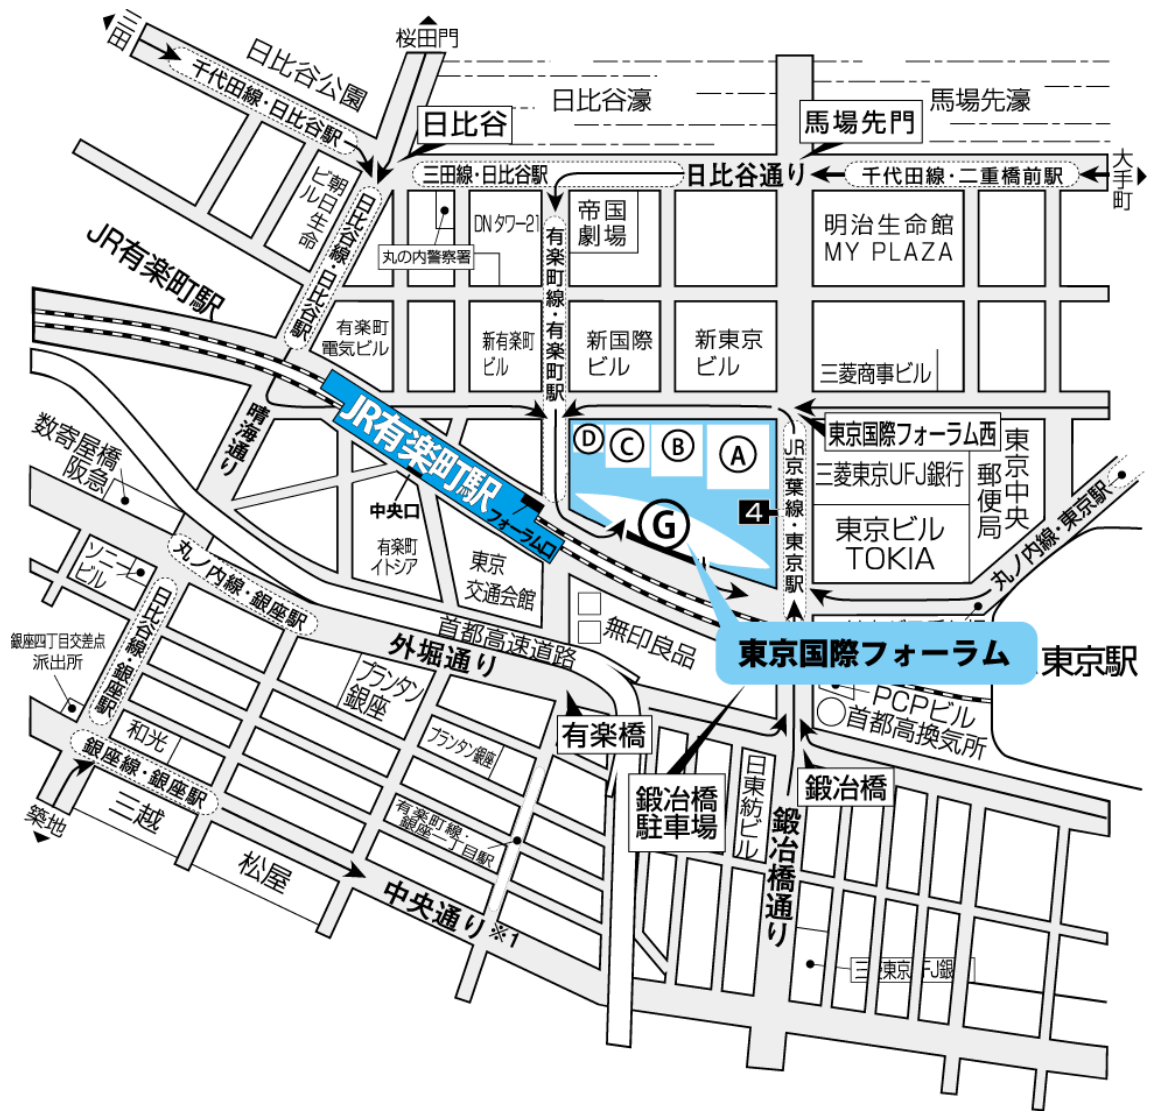 三田
桜田門
日比谷公園
千代田線・日比谷駅
日比谷濠
馬場先濠
日比谷
馬場先門
大手町
三田線・日比谷駅
日比谷通り
千代田線・二重橋前駅
朝日生命
ビル
日比谷線・日比谷駅
丸の内警察署
DNタワー21
有楽町線・有楽町駅
帝国
劇場
明治生命館
MY PLAZA
JR有楽町駅
有楽町
電気ビル
新有楽町
ビル
新国際
ビル
新東京
ビル
三菱商事ビル
晴海通り
数寄屋橋
阪急
JR有楽町駅
中央口
フォーラム口
D
C
B
A
G
4
JR京葉線・東京駅
東京国際フォーラム西
三菱東京UFJ銀行
東京中央
郵便局
東京ビル
TOKIA
丸ノ内線・東京駅
ソニー
ビル
丸ノ内線・銀座駅
有楽町
イトシア
東京
交通会館
日比谷線・銀座駅
銀座四丁目交差点
派出所
首都高速道路
外堀通り
無印良品
東京国際フォーラム
東京駅
プランタン
銀座
PCPビル
首都高換気所
和光
銀座線・銀座駅
プランタン銀座
有楽橋
鍛冶橋
駐車場
日東紡ビル
鍛冶橋
築地
三越
有楽町線・
銀座一丁目駅
鍛冶橋通り
松屋
中央通り※1